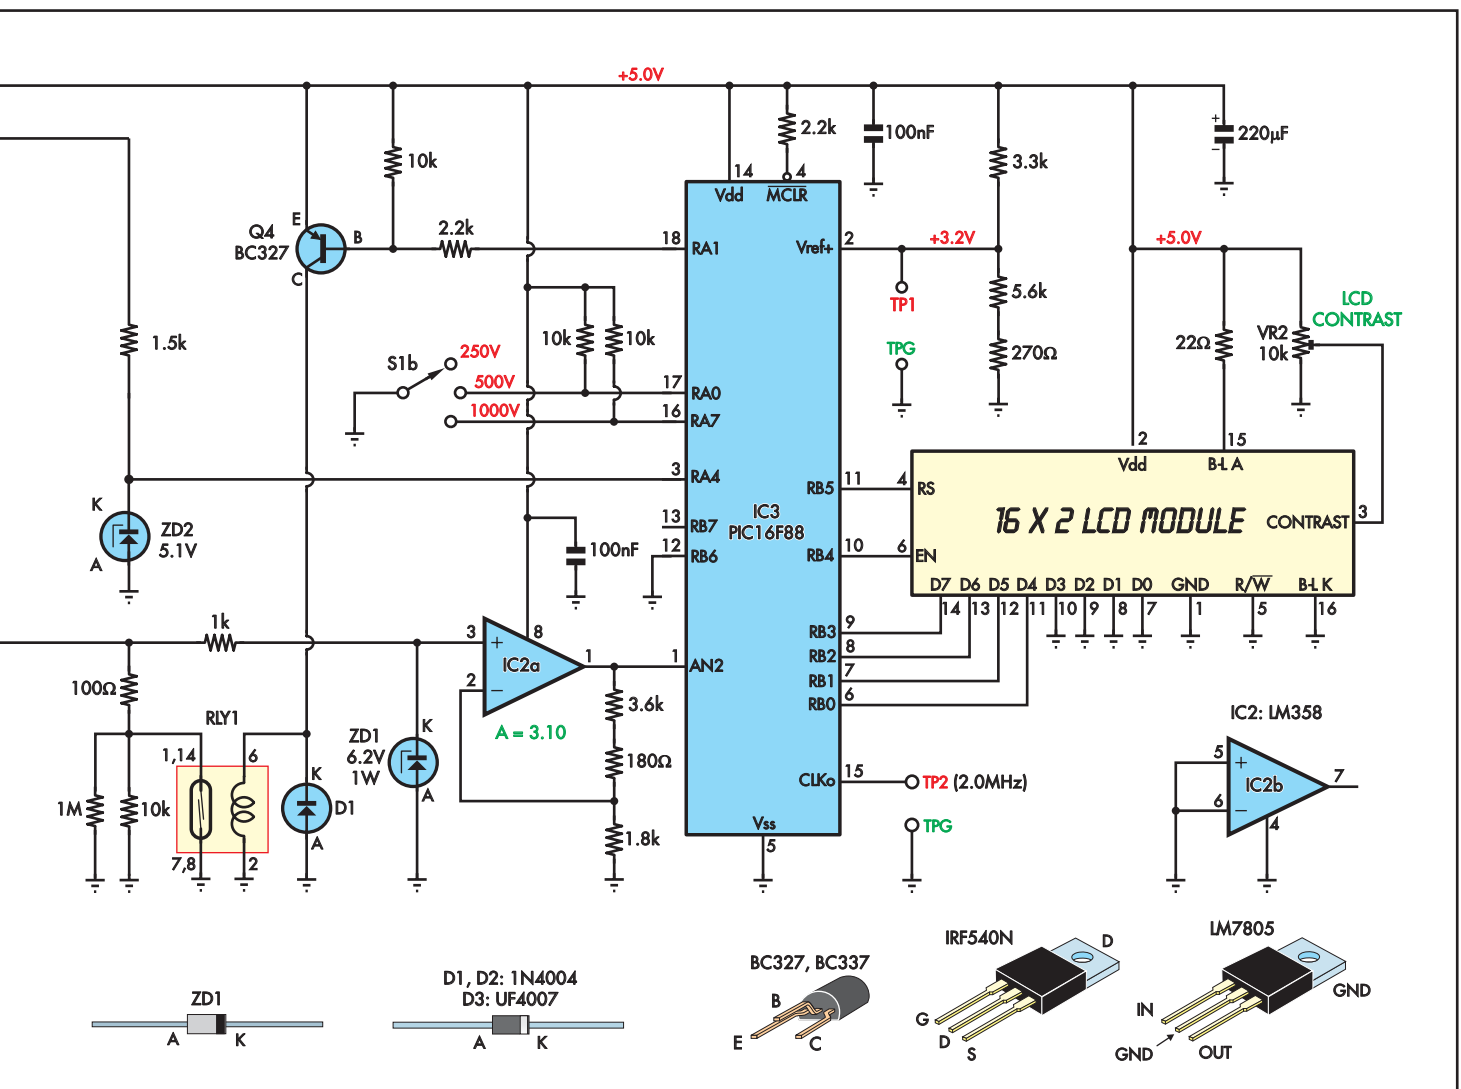 +5.0V
2.2k
100nF
+
220µF
–
10k
3.3k
14
4
Vdd
MCLR
E
Q4
BC327
B
C
2.2k
18
RA1
Vref+
2
+3.2V
+5.0V
TP1
5.6k
LCD
CONTRAST
1.5k
10k
10k
S1b
250V
500V
1000V
TPG
270Ω
22Ω
VR2
10k
17
RA0
16
RA7
2
Vdd
15
B-L A
3
RA4
RB5
11
4
RS
K
ZD2
5.1V
A
13
RB7
12
RB6
IC3
PIC16F88
16 X 2 LCD MODULE
CONTRAST
3
100nF
RB4
10
6
EN
D7
D6
D5
D4
D3
D2
D1
D0
GND
R/W
B-L K
14
13
12
11
10
9
8
7
1
5
16
1k
3
+
8
IC2a
1
2
–
A = 3.10
1
AN2
RB3
9
RB2
8
RB1
7
RB0
6
100Ω
RLY1
3.6k
1,14
6
K
D1
A
ZD1
6.2V
1W
K
A
180Ω
1M
10k
7,8
2
1.8k
CLKo
15
TP2 (2.0MHz)
TPG
Vss
5
IC2: LM358
5
+
6
–
IC2b
7
4
ZD1
A
K
D1, D2: 1N4004
D3: UF4007
A
K
BC327, BC337
B
E
C
IRF540N
D
G
D
S
LM7805
GND
IN
GND
OUT